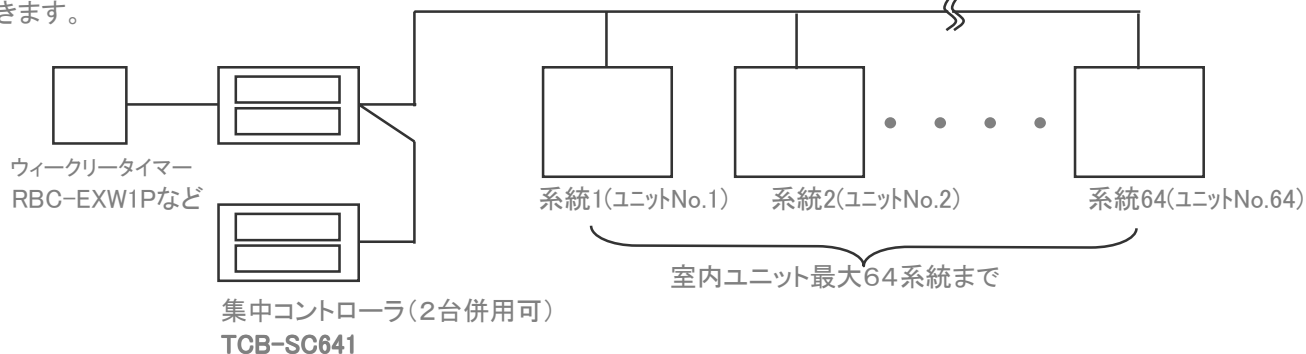 きます。
ウィークリータイマー
RBC-EXW1Pなど
系統1(ユニットNo.1)
系統2(ユニットNo.2)
系統64(ユニットNo.64)
室内ユニット最大64系統まで
集中コントローラ(2台併用可)
TCB-SC641